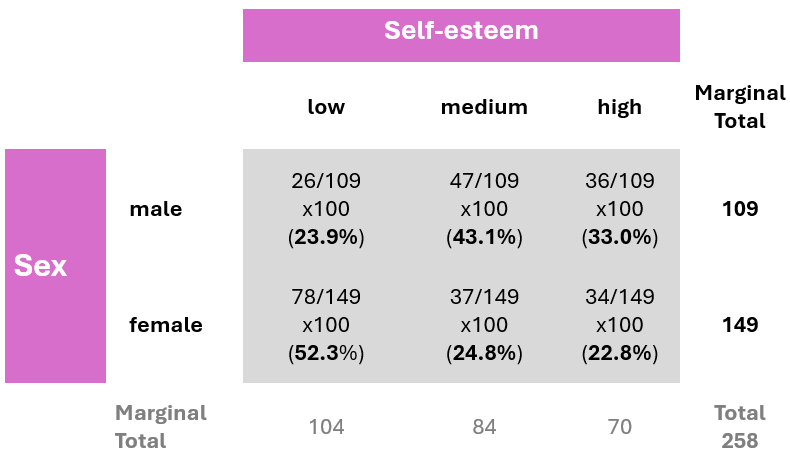 Self-esteem
low medium high Marginal
Total
26/109 47/109 36/109
male x100 x100 x100 109
(23.9%) (43.1%) (33.0%)
Sex
78/149 37/149 34/149
female x100 x100 x100 149
(52.3%) (24.8%) (22.8%)
Marginal Total
Total 104 84 70 258